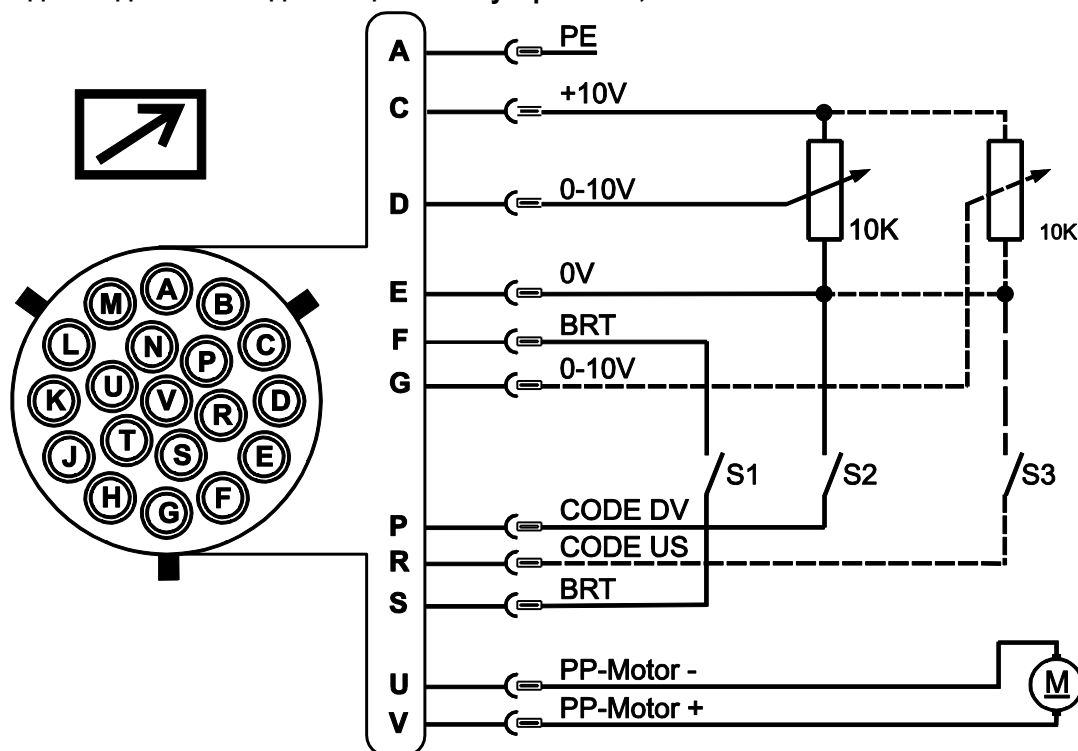 A PE
C +10V
D 0-10V
10K
10K
E 0V
F BRT
G 0-10V
S1 S2 S3
P CODE DV
R CODE US
S BRT
U PP-Motor -
V PP-Motor +
M
A
M B
L N P C
K U V R D
J T S E
H G F